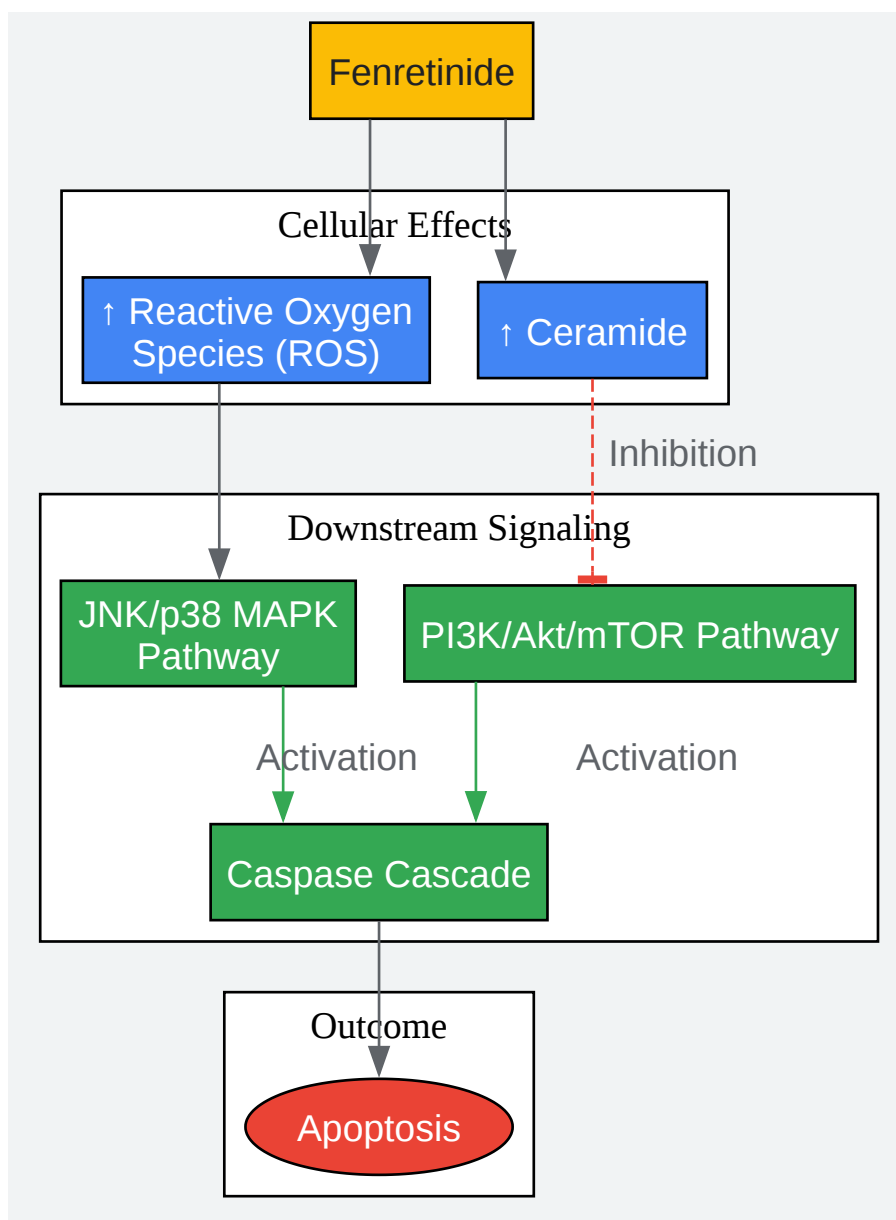 Fenretinide
Cellular Effects
↑ Reactive Oxygen
Species (ROS)
↑ Ceramide
Inhibition
Downstream Signaling
JNK/p38 MAPK
Pathway
PI3K/Akt/mTOR Pathway
Activation
Activation
Caspase Cascade
Outcome
Apoptosis